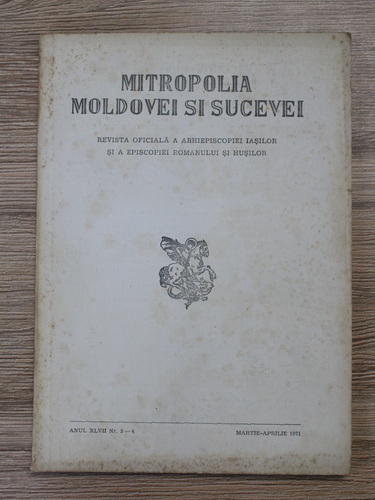 MITROPOLIA
MOLDOVEI SI SUCEVEI
REVISTA OFICIALĂ A ARHIEPISCOPIEI IAȘILOR
ȘI A EPISCOPIEI ROMANULUI ȘI HUȘILOR
ANUL XLVII Nr. 3-4
MARTIE-APRILIE 1971